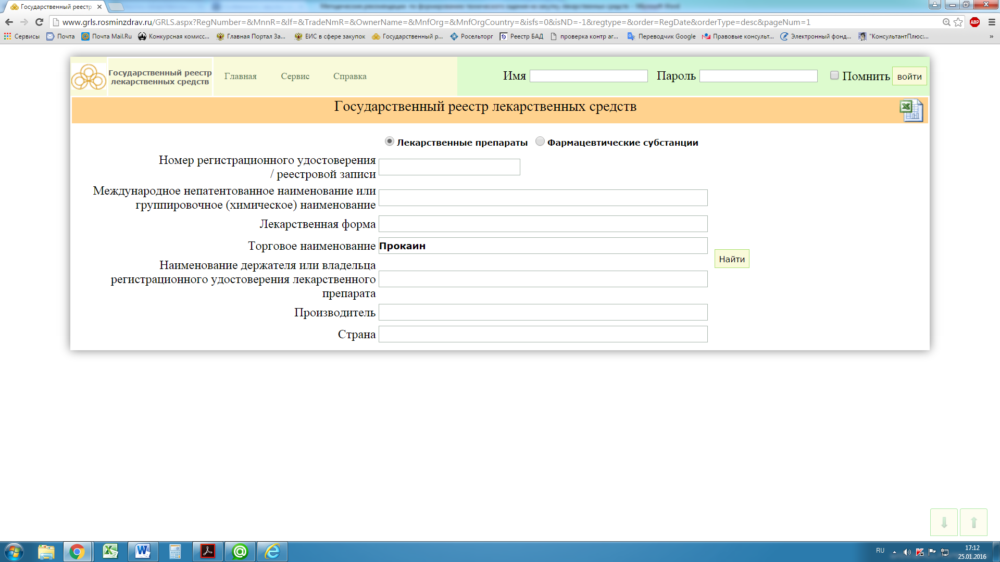 Государственный реестр
www.grls.rosminzdrav.ru/GRLS.aspx?RegNumber=&MnnR=&lf=&TradeNmR=&OwnerName=&MnfOrg=&MnfOrgCountry=&isfs=0&isND=-1&regtype=&order=RegDate&orderType=desc&pageNum=1
ABP
Сервисы Почта Почта Mail.Ru Конкурсная комисс... Главная Портал За... ЕИС в сфере закупок Государственный р... Росельторг fp Реестр БАД проверка контр аг... Переводчик Google Правовые консульт... Электронный фонд... "КонсультантПлюс:... »
Государственный реестр
лекарственных средств
Главная Сервис Справка Имя Пароль Помнить войти
Государственный реестр лекарственных средств
Лекарственные препараты Фармацевтические субстанции
Номер регистрационного удостоверения
/ реестровой записи
Международное непатентованное наименование или
группировочное (химическое) наименование
Лекарственная форма
Торговое наименование Прокаин
Найти
Наименование держателя или владельца
регистрационного удостоверения лекарственного
препарата
Производитель
Страна
RU
17:12
25.01.2016